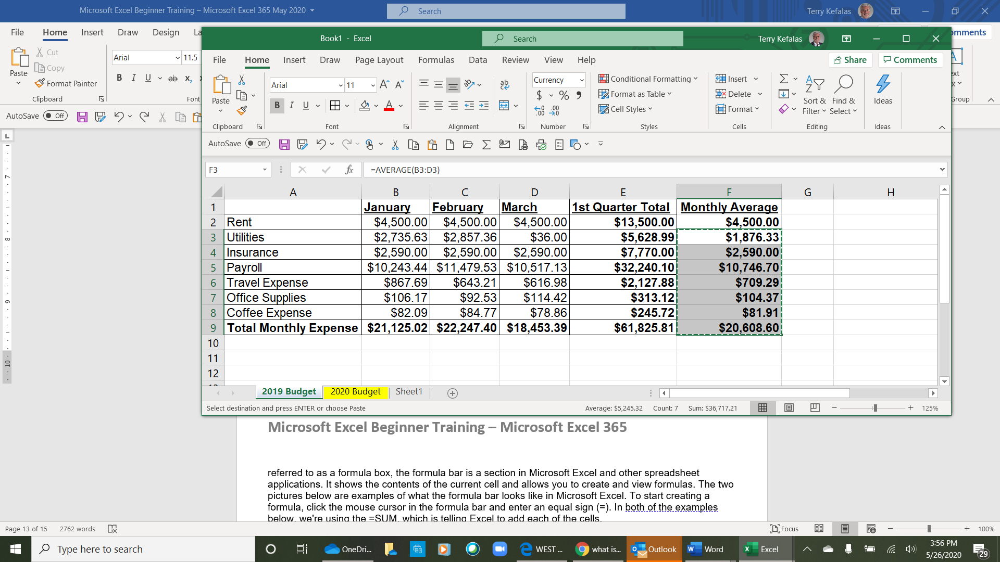 Microsoft Excel Beginner Training – Microsoft Excel 365 May 2020
Search
Terry Kefalas
File Home Insert Draw Design La
Comments
Cut
Copy
Paste
Format Painter
Clipboard
Arial 11.5
B I U ab x
Font
Group
AutoSave Off
Book1 - Excel
Search
Terry Kefalas
File Home Insert Draw Page Layout Formulas Data Review View Help
Share Comments
Paste
Clipboard
Arial 11
B I U
Font
Alignment
Currency
$ % 9
Number
Conditional Formatting
Format as Table
Cell Styles
Styles
Insert
Delete
Format
Cells
Sort & Filter
Find & Select
Editing
Ideas
Ideas
AutoSave Off
F3 fx =AVERAGE(B3:D3)
A B C D E F G H
1 January February March 1st Quarter Total Monthly Average
2 Rent $4,500.00 $4,500.00 $4,500.00 $13,500.00 $4,500.00
3 Utilities $2,735.63 $2,857.36 $36.00 $5,628.99 $1,876.33
4 Insurance $2,590.00 $2,590.00 $2,590.00 $7,770.00 $2,590.00
5 Payroll $10,243.44 $11,479.53 $10,517.13 $32,240.10 $10,746.70
6 Travel Expense $867.69 $643.21 $616.98 $2,127.88 $709.29
7 Office Supplies $106.17 $92.53 $114.42 $313.12 $104.37
8 Coffee Expense $82.09 $84.77 $78.86 $245.72 $81.91
9 Total Monthly Expense $21,125.02 $22,247.40 $18,453.39 $61,825.81 $20,608.60
10
11
12
2019 Budget 2020 Budget Sheet1
Select destination and press ENTER or choose Paste Average: $5,245.32 Count: 7 Sum: $36,717.21 125%
Microsoft Excel Beginner Training – Microsoft Excel 365
referred to as a formula box, the formula bar is a section in Microsoft Excel and other spreadsheet
applications. It shows the contents of the current cell and allows you to create and view formulas. The two
pictures below are examples of what the formula bar looks like in Microsoft Excel. To start creating a
formula, click the mouse cursor in the formula bar and enter an equal sign (=). In both of the examples
below, we're using the =SUM, which is telling Excel to add each of the cells.
Page 13 of 15 2762 words Focus 100%
Type here to search OneDri... WEST ... what is... Outlook Word Excel
3:56 PM
5/26/2020
29